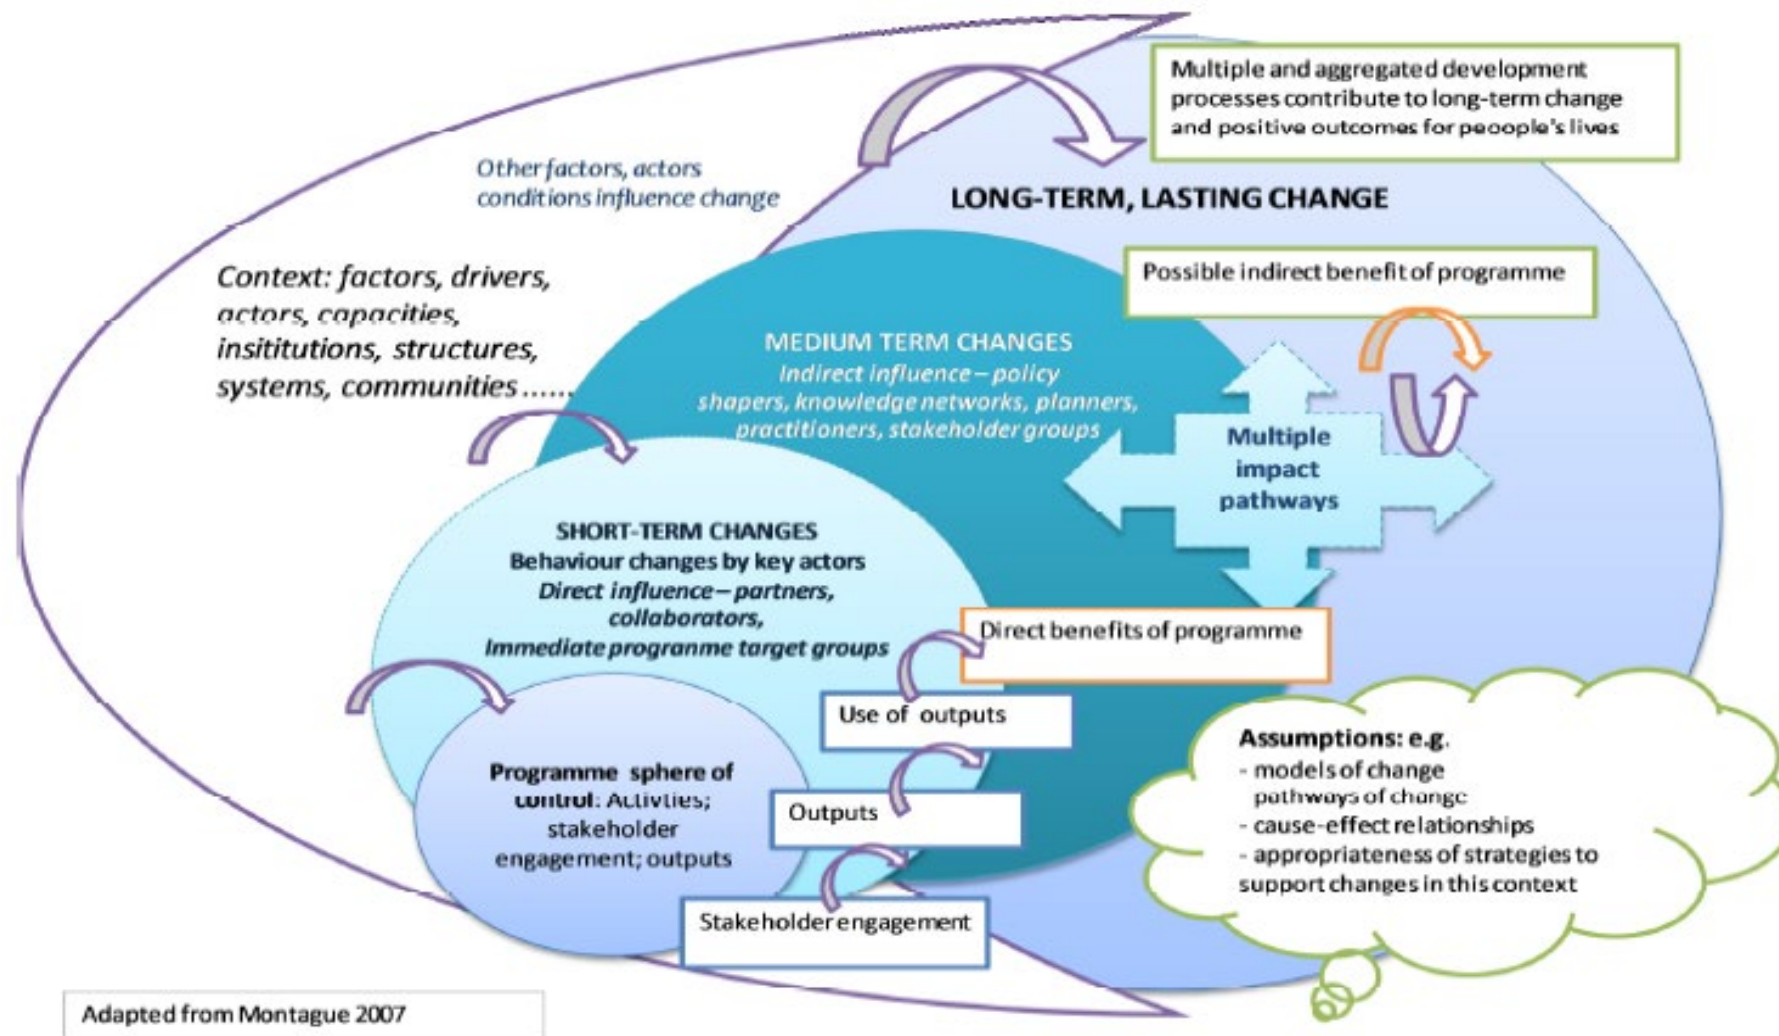 Multiple and aggregated development
processes contribute to long-term change
and positive outcomes for peoople's lives
Other factors, actors
conditions influence change
LONG-TERM, LASTING CHANGE
Context: factors, drivers,
actors, capacities,
insititutions, structures,
systems, communities ......
Possible indirect benefit of programme
MEDIUM TERM CHANGES
Indirect influence – policy
shapers, knowledge networks, planners,
practitioners, stakeholder groups
Multiple
impact
pathways
SHORT-TERM CHANGES
Behaviour changes by key actors
Direct influence – partners,
collaborators,
Immediate programme target groups
Direct benefits of programme
Use of outputs
Programme sphere of
control: Activties;
stakeholder
engagement; outputs
Outputs
Stakeholder engagement
Assumptions: e.g.
- models of change
pathways of change
- cause-effect relationships
- appropriateness of strategies to
support changes in this context
Adapted from Montague 2007